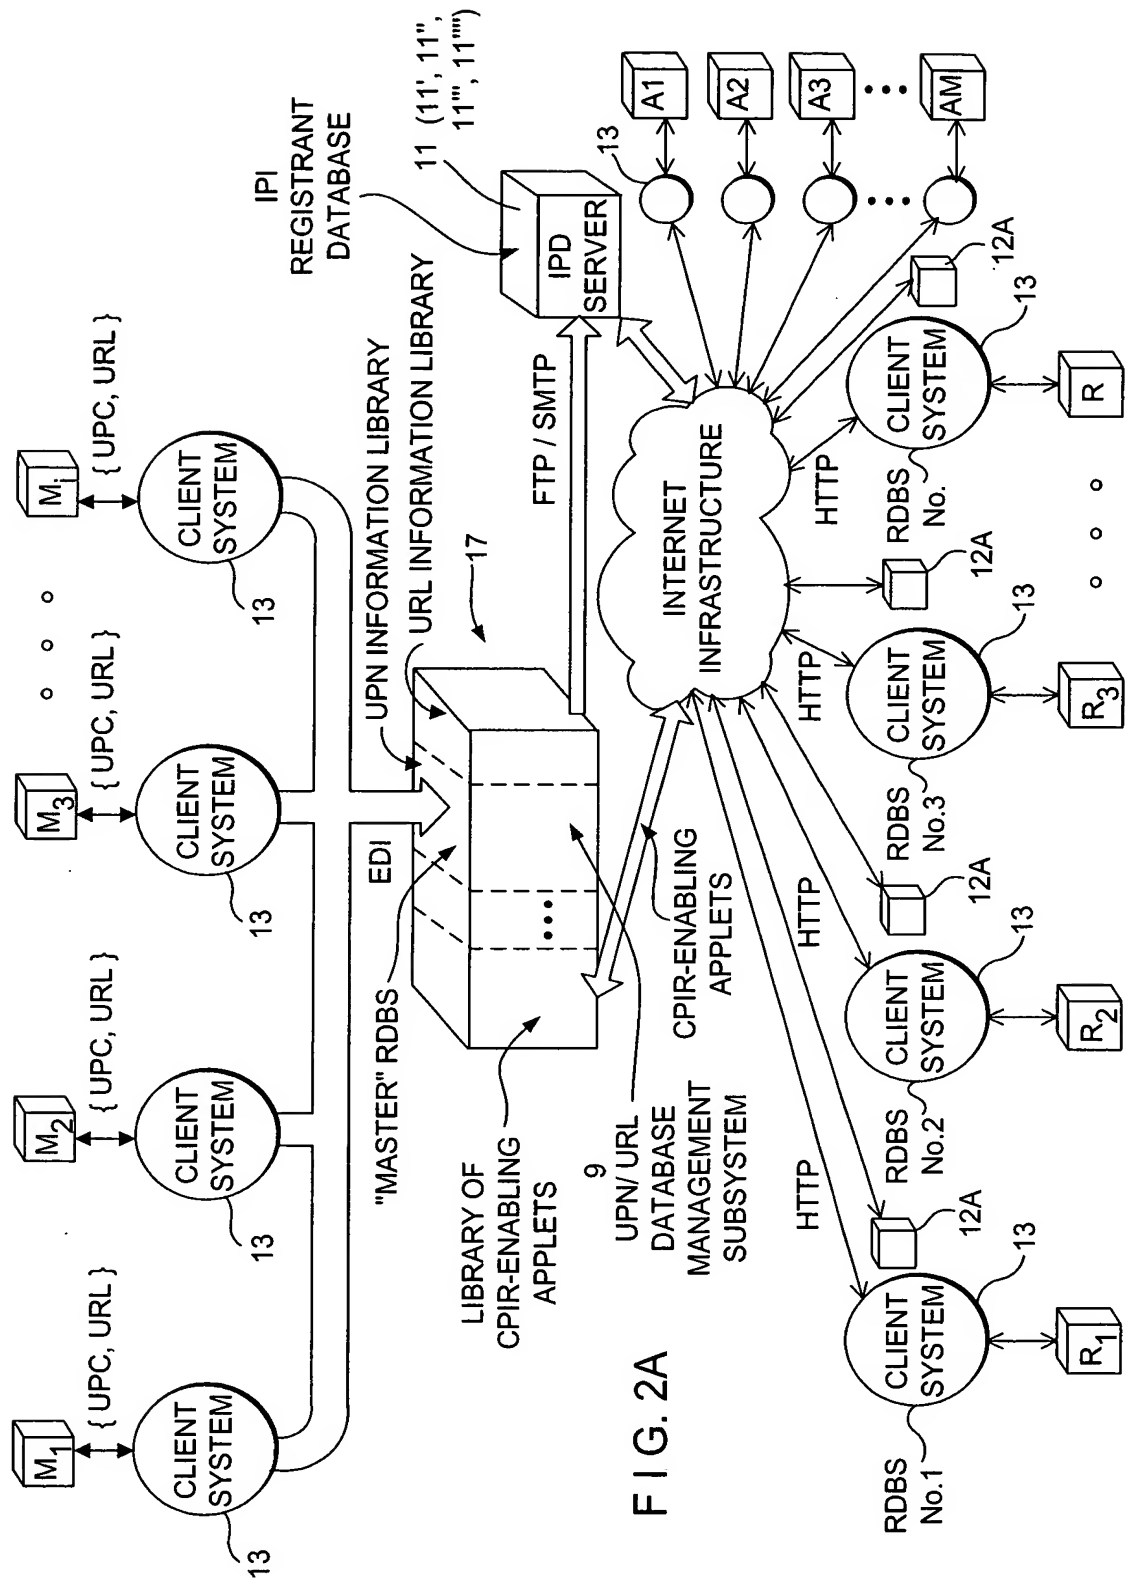 M1
{ UPC, URL }
CLIENT
SYSTEM
13
M2
{ UPC, URL }
CLIENT
SYSTEM
13
M3
{ UPC, URL }
CLIENT
SYSTEM
13
Mi
{ UPC, URL }
CLIENT
SYSTEM
13
EDI
UPN INFORMATION LIBRARY
URL INFORMATION LIBRARY
17
"MASTER" RDBS
LIBRARY OF
CPIR-ENABLING
APPLETS
9
UPN/ URL
DATABASE
MANAGEMENT
SUBSYSTEM
CPIR-ENABLING
APPLETS
FTP / SMTP
IPI
REGISTRANT
DATABASE
11 (11', 11",
11''', 11'''')
IPD
SERVER
INTERNET
INFRASTRUCTURE
13
A1
A2
A3
AM
HTTP
HTTP
HTTP
HTTP
12A
12A
12A
12A
CLIENT
SYSTEM
13
RDBS
No.1
R1
CLIENT
SYSTEM
13
RDBS
No.2
R2
CLIENT
SYSTEM
13
RDBS
No.3
R3
CLIENT
SYSTEM
13
RDBS
No.
R
FIG. 2A